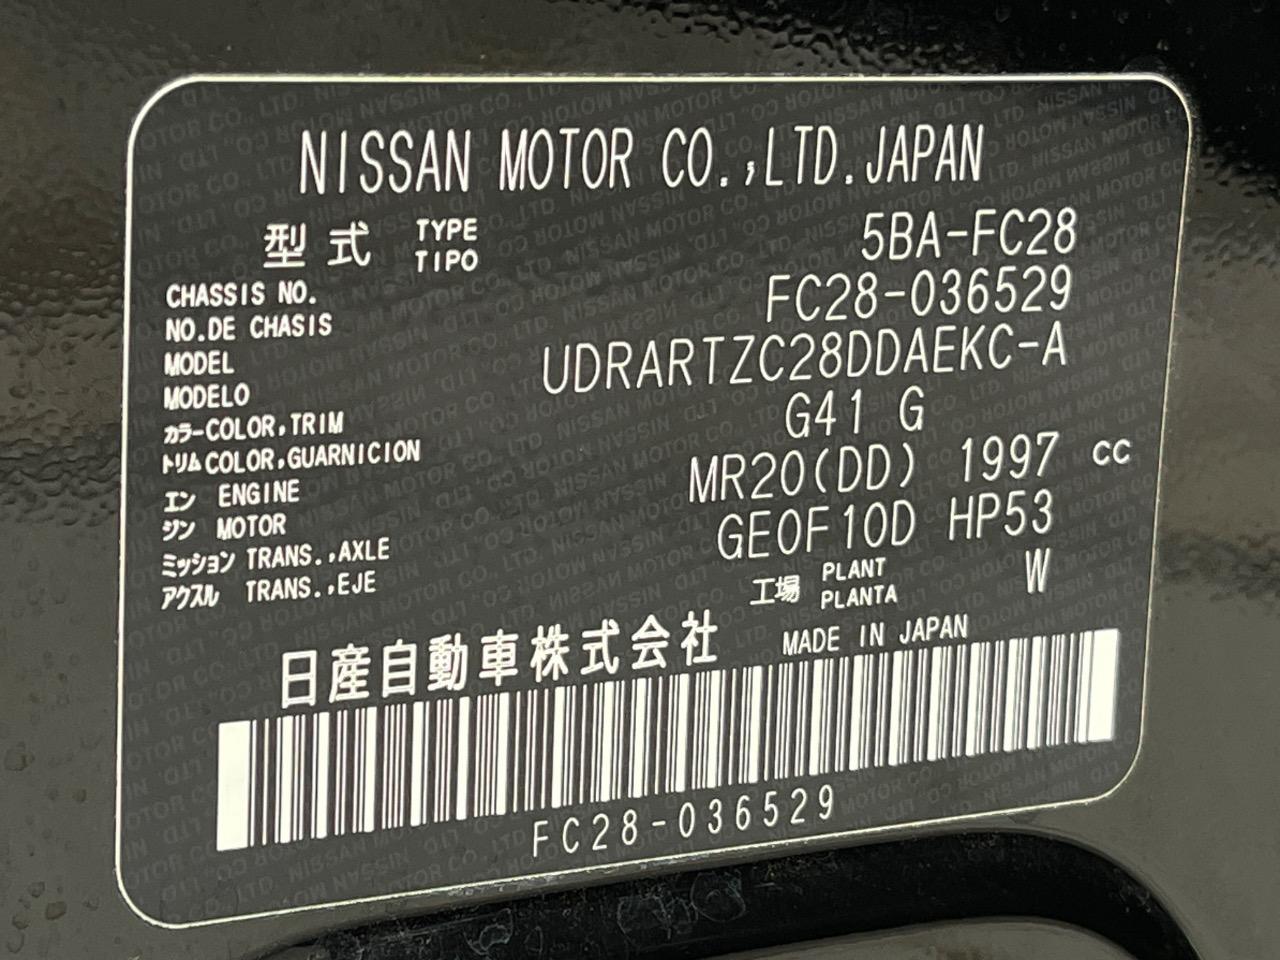 NISSAN MOTOR CO.,LTD.JAPAN
型式 TYPE TIPO 5BA-FC28
CHASSIS NO. FC28-036529
NO.DE CHASIS
MODEL UDRARTZC28DDAEKC-A
MODELO
カラーCOLOR,TRIM G41 G
トリムCOLOR,GUARNICION
エン ENGINE MR20(DD) 1997 cc
ジン MOTOR
ミッション TRANS.,AXLE GE0F10D HP53
アクスル TRANS.,EJE
工場 PLANT PLANTA W
日産自動車株式会社 MADE IN JAPAN
FC28-036529